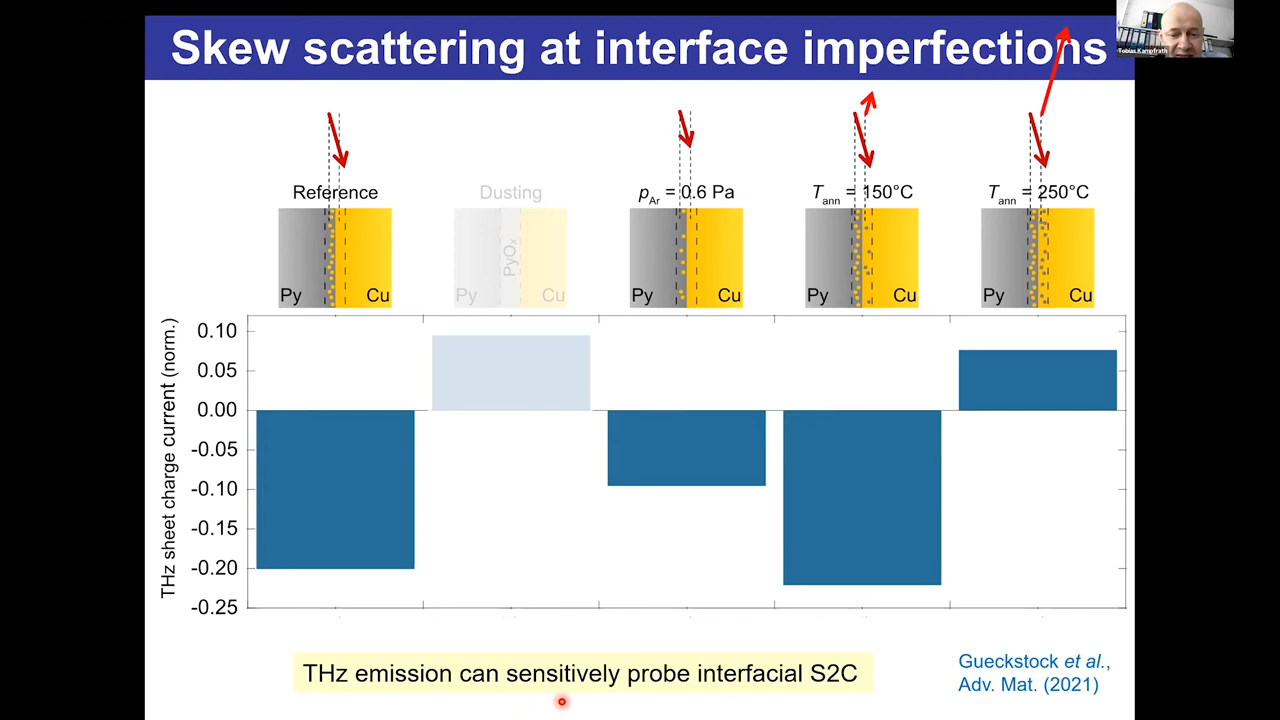 Skew scattering at interface imperfections
Tobias Kampfrath
Reference
Dusting
pAr = 0.6 Pa
Tann = 150°C
Tann = 250°C
Py
Cu
Py
PyOx
Cu
Py
Cu
Py
Cu
Py
Cu
THz sheet charge current (norm.)
0.10
0.05
0.00
-0.05
-0.10
-0.15
-0.20
-0.25
THz emission can sensitively probe interfacial S2C
Gueckstock et al.,
Adv. Mat. (2021)